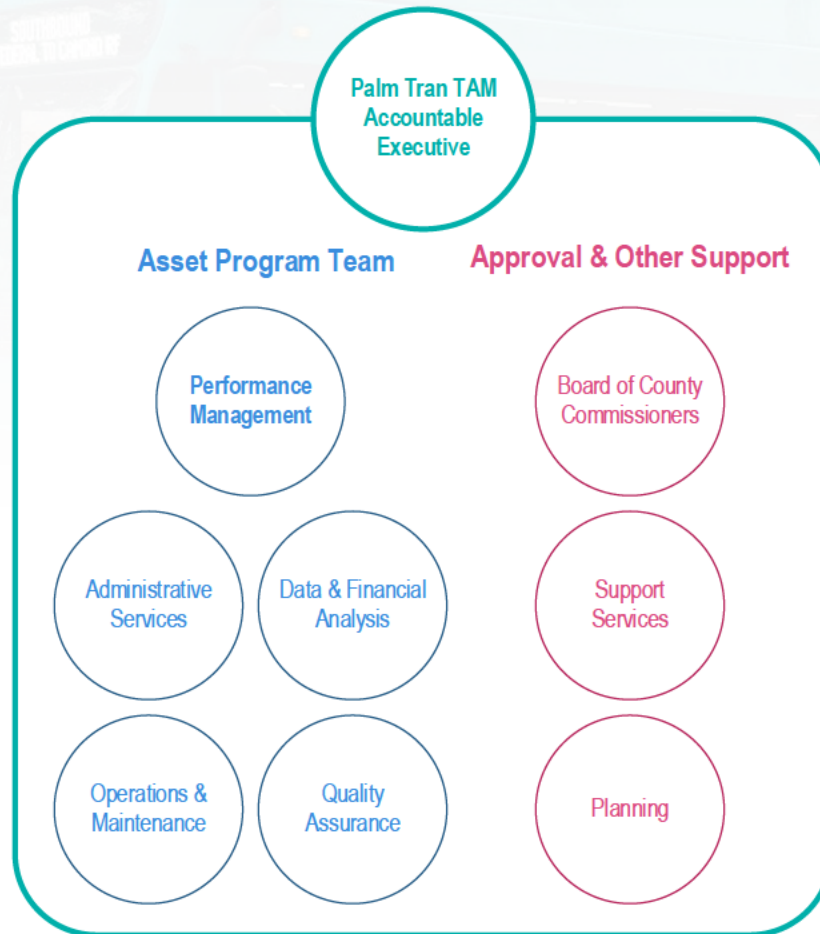 Palm Tran TAM
Accountable
Executive
Asset Program Team
Approval & Other Support
Performance
Management
Board of County
Commissioners
Administrative
Services
Data & Financial
Analysis
Support
Services
Operations &
Maintenance
Quality
Assurance
Planning